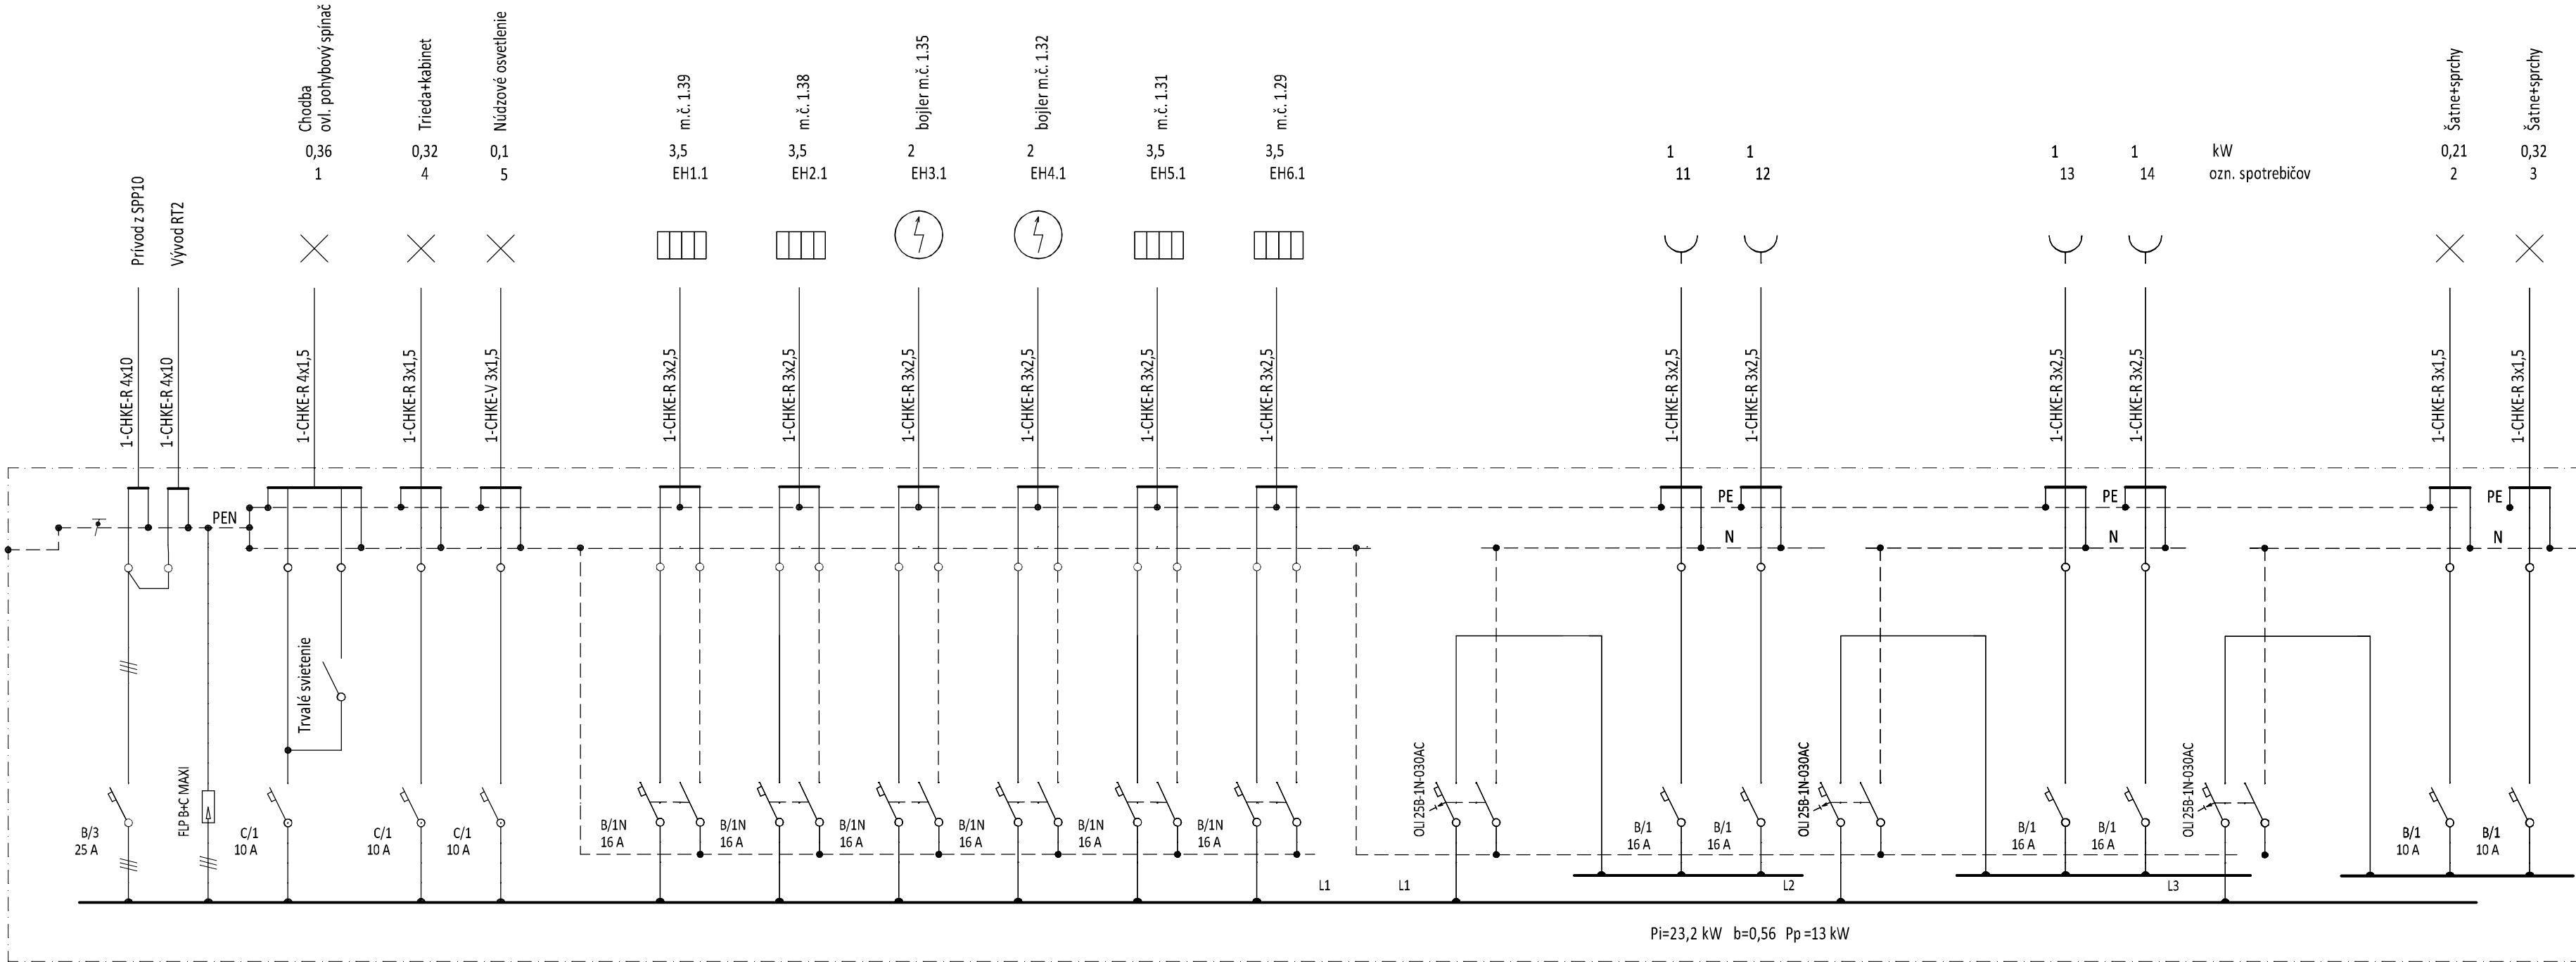 Prívod z SPP10
Vývod RT2
Chodba
ovl. pohybový spínač
0,36
1
Trieda+kabinet
0,32
4
Núdzové osvetlenie
0,1
5
m.č. 1.39
3,5
EH1.1
m.č. 1.38
3,5
EH2.1
bojler m.č. 1.35
2
EH3.1
bojler m.č. 1.32
2
EH4.1
m.č. 1.31
3,5
EH5.1
m.č. 1.29
3,5
EH6.1
1
11
1
12
1
13
1
14
kW
ozn. spotrebičov
Šatne+sprchy
0,21
2
Šatne+sprchy
0,32
3
1-CHKE-R 4x10
1-CHKE-R 4x10
1-CHKE-R 4x1,5
1-CHKE-R 3x1,5
1-CHKE-V 3x1,5
1-CHKE-R 3x2,5
1-CHKE-R 3x2,5
1-CHKE-R 3x2,5
1-CHKE-R 3x2,5
1-CHKE-R 3x2,5
1-CHKE-R 3x2,5
1-CHKE-R 3x2,5
1-CHKE-R 3x2,5
1-CHKE-R 3x2,5
1-CHKE-R 3x2,5
1-CHKE-R 3x1,5
1-CHKE-R 3x1,5
PEN
PE
N
PE
N
PE
N
Trvalé svietenie
B/3
25 A
FLP B+C MAXI
C/1
10 A
C/1
10 A
C/1
10 A
B/1N
16 A
B/1N
16 A
B/1N
16 A
B/1N
16 A
B/1N
16 A
B/1N
16 A
OLI 25B-1N-030AC
B/1
16 A
B/1
16 A
OLI 25B-1N-030AC
B/1
16 A
B/1
16 A
OLI 25B-1N-030AC
B/1
10 A
B/1
10 A
L1
L1
L2
L3
Pi=23,2 kW b=0,56 Pp =13 kW